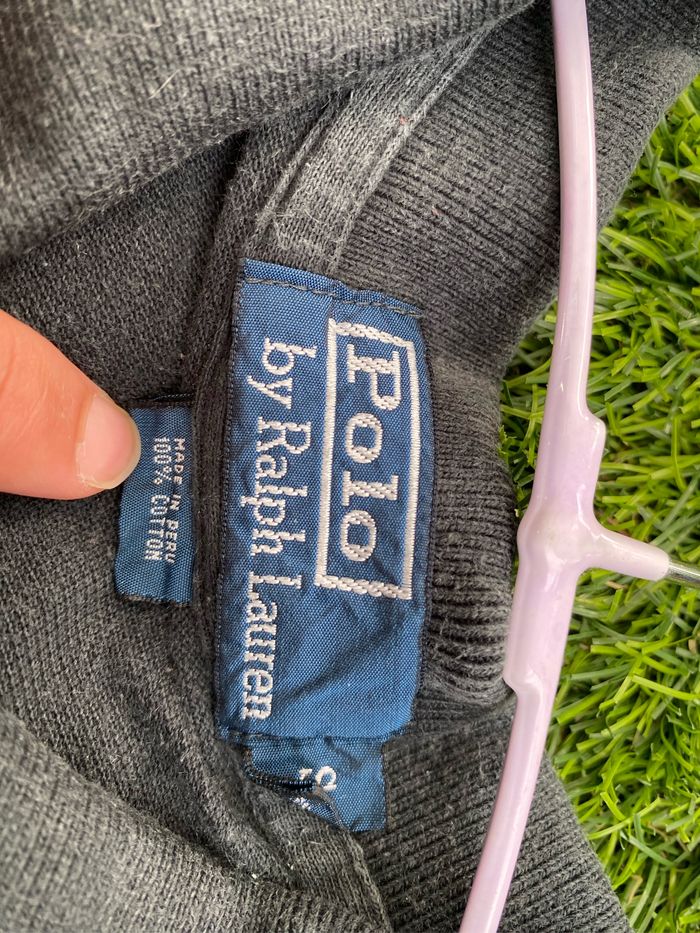 Polo
by Ralph Lauren
S
MADE IN PERU
100% COTTON